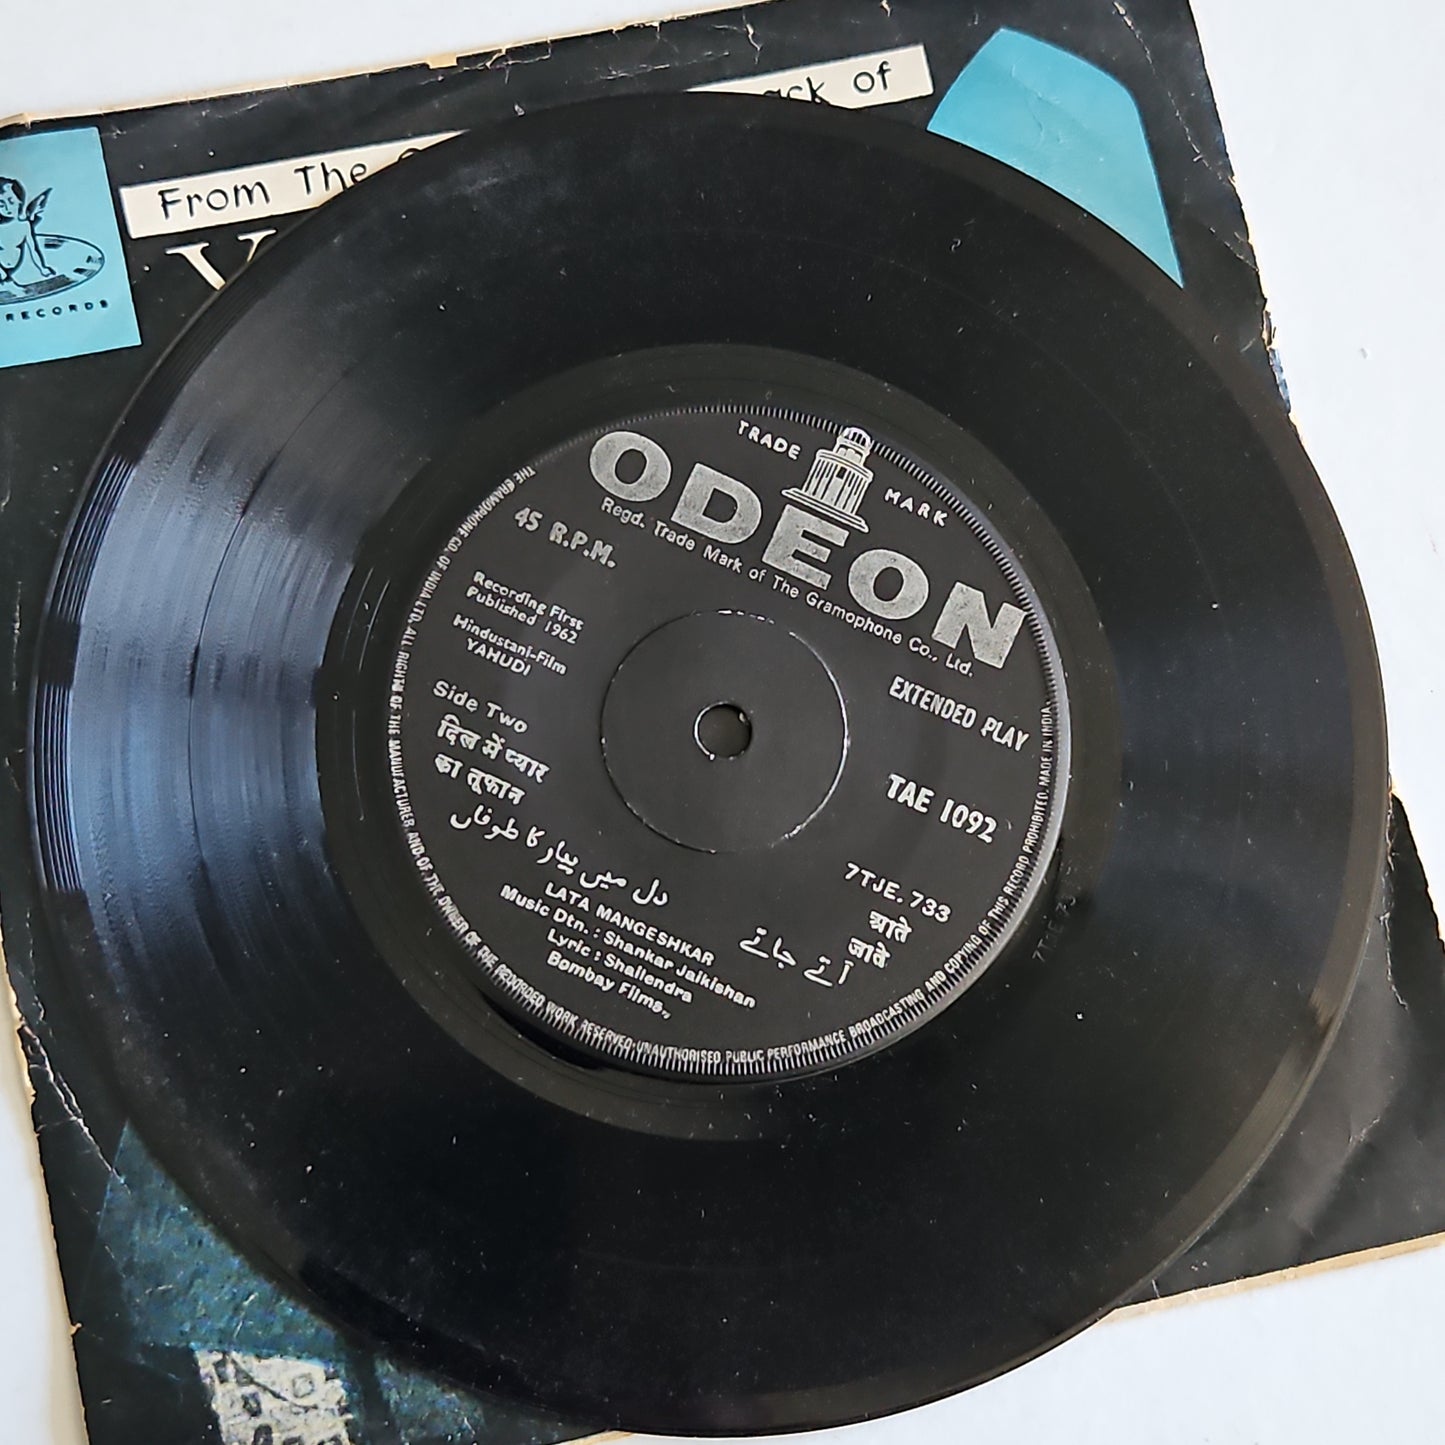 From The
ack of
RECORDS
TRADE MARK
ODEON
Regd. Trade Mark of The Gramophone Co., Ltd.
45 R.P.M.
EXTENDED PLAY
Recording First
Published 1962
Hindustani-Film
YAHUDI
TAE 1092
7TJE. 733
Side Two
दिल में प्यार
का तूफान
دل میں پیار کا طوفاں
आते
जाते
آتے جاتے
LATA MANGESHKAR
Music Dtn. : Shankar Jaikishan
Lyric : Shailendra
Bombay Films.,
THE GRAMOPHONE CO. OF INDIA LTD. ALL RIGHTS OF THE MANUFACTURER AND OF THE OWNER OF THE RECORDED WORK RESERVED-UNAUTHORISED PUBLIC PERFORMANCE BROADCASTING AND COPYING OF THIS RECORD PROHIBITED. MADE IN INDIA.